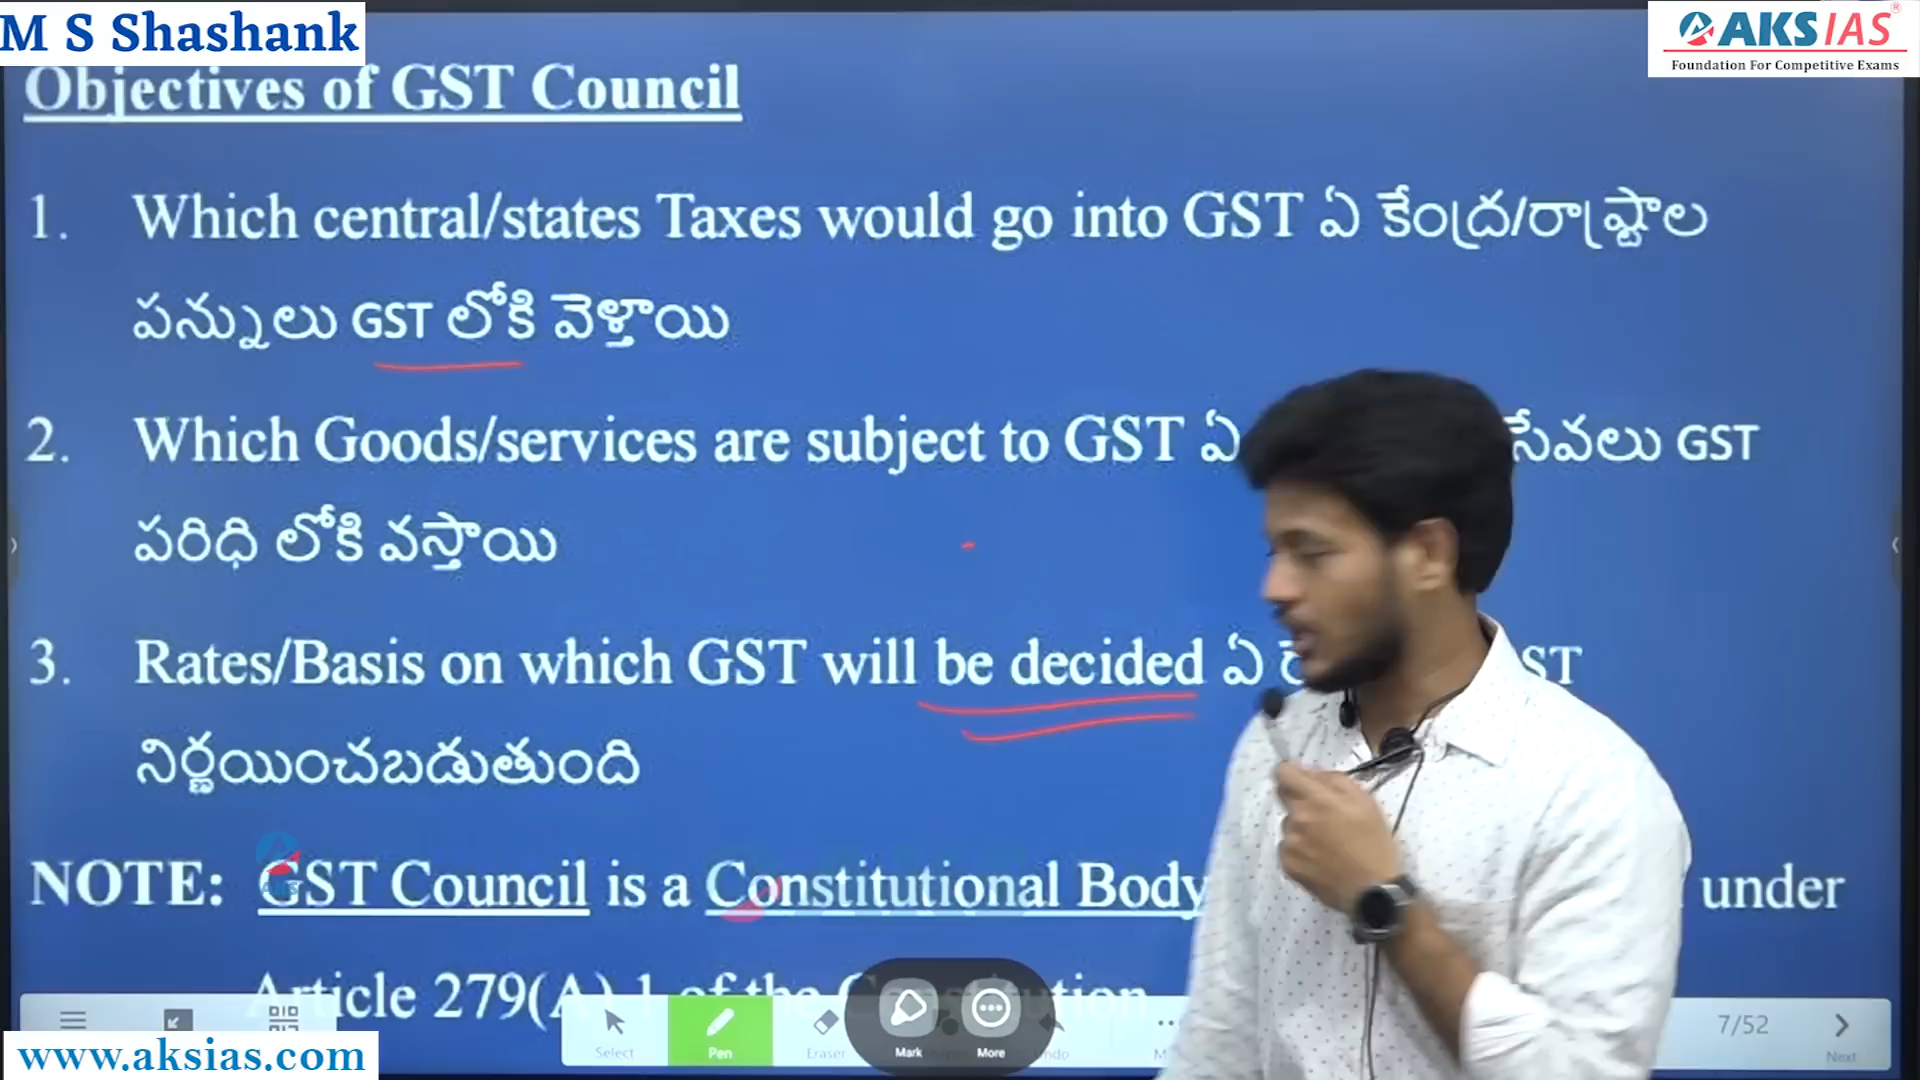 M S Shashank
AKS IAS®
Foundation For Competitive Exams
Objectives of GST Council
1. Which central/states Taxes would go into GST ఏ కేంద్ర/రాష్ట్రాల
పన్నులు GST లోకి వెళ్తాయి
2. Which Goods/services are subject to GST ఏ సేవలు GST
పరిధి లోకి వస్తాయి
3. Rates/Basis on which GST will be decided ఏ
నిర్ణయించబడుతుంది
NOTE: GST Council is a Constitutional Body under
Article 279(A) 1 of the Constitution
Select Pen Eraser Mark More
7/52
Next
www.aksias.com